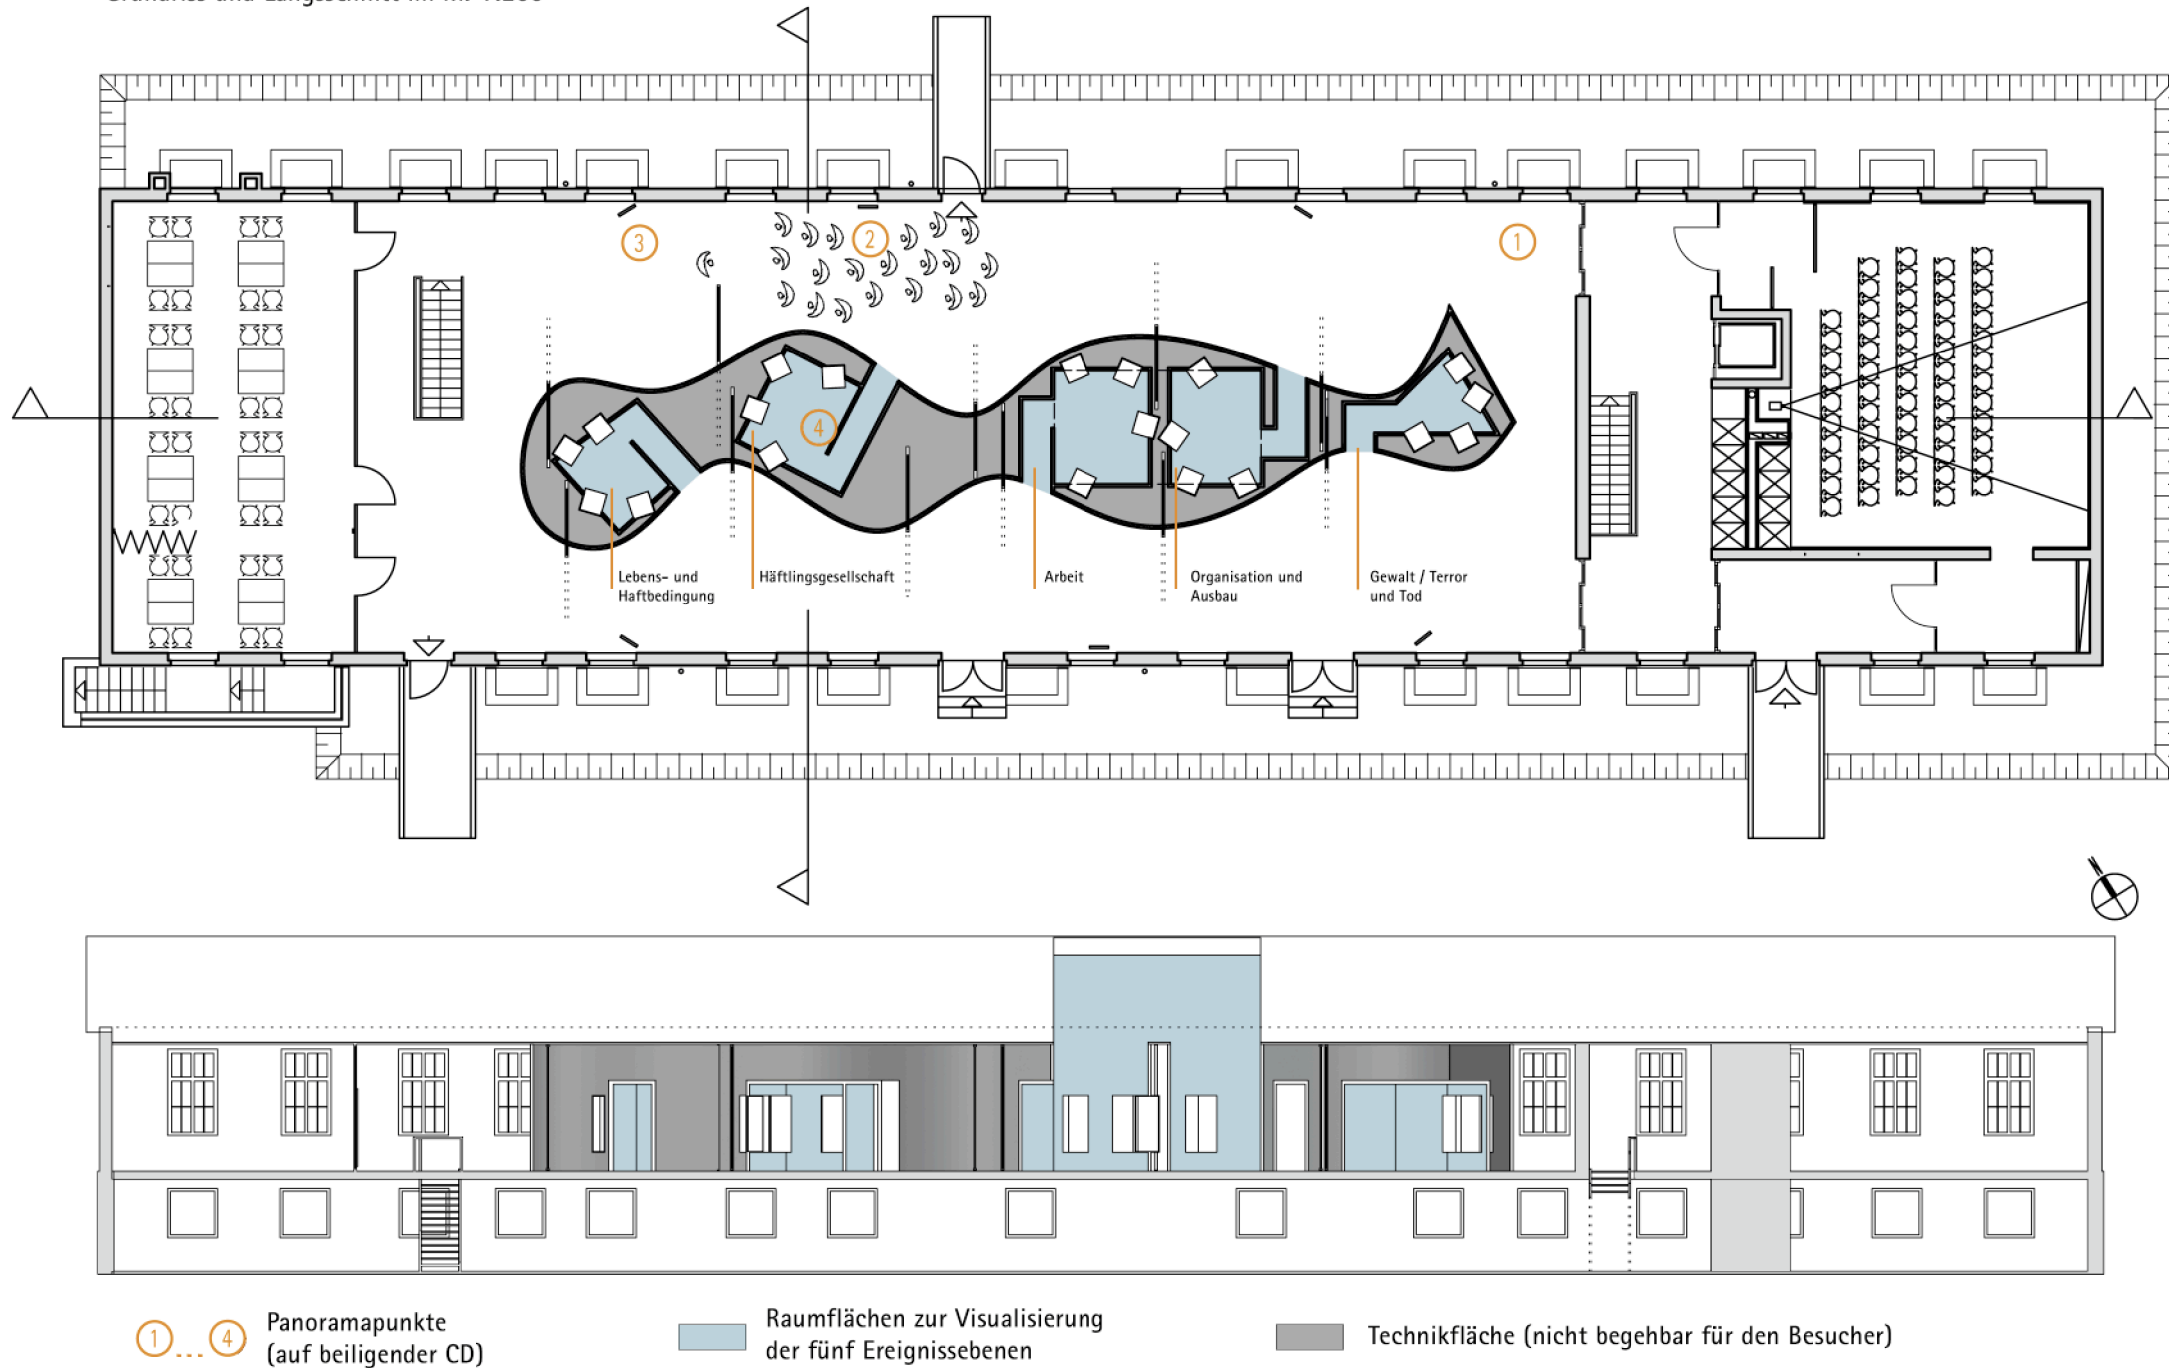 3
2
1
4
Lebens- und
Haftbedingung
Häftlingsgesellschaft
Arbeit
Organisation und
Ausbau
Gewalt / Terror
und Tod
1 ... 4 Panoramapunkte
(auf beiligender CD)
Raumflächen zur Visualisierung
der fünf Ereignissebenen
Technikfläche (nicht begehbar für den Besucher)